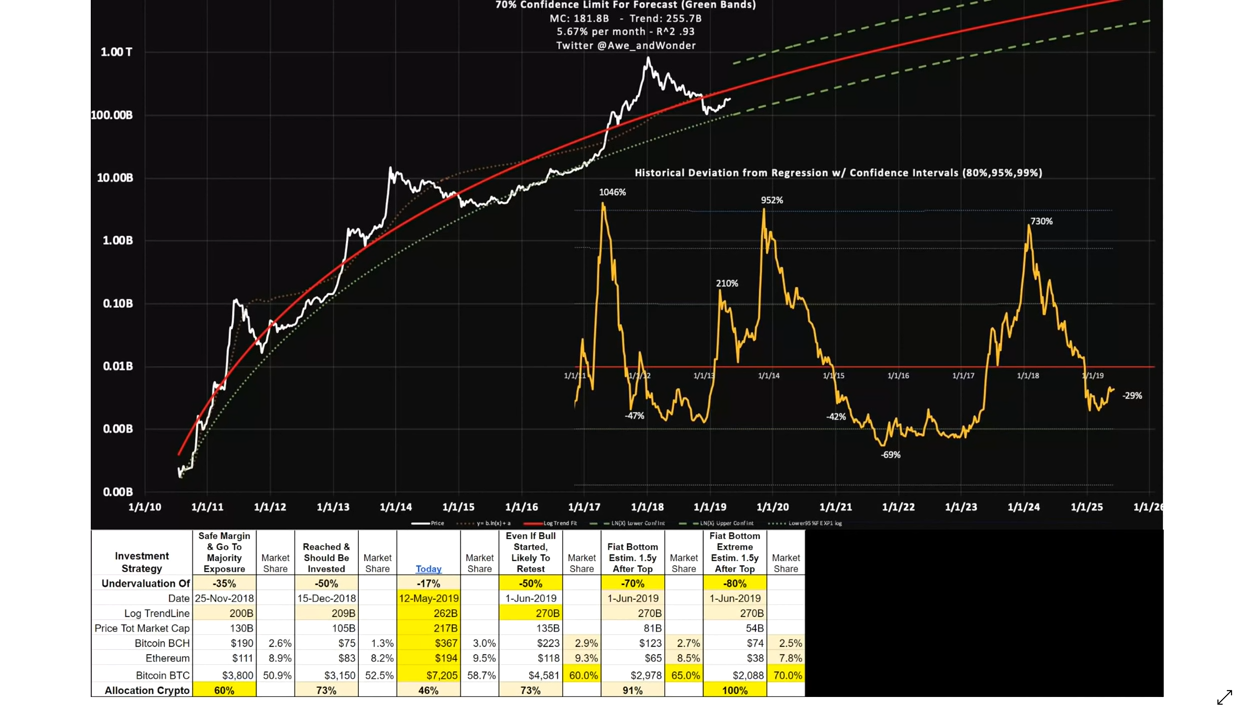 70% Confidence Limit For Forecast (Green Bands)
MC: 181.8B - Trend: 255.7B
5.67% per month - R^2 .93
Twitter @Awe_andWonder
1.00 T
100.00B
10.00B
1.00B
0.10B
0.01B
0.00B
0.00B
Historical Deviation from Regression w/ Confidence Intervals (80%,95%,99%)
1046%
952%
730%
210%
1/1/11 1/1/12 1/1/13 1/1/14 1/1/15 1/1/16 1/1/17 1/1/18 1/1/19
-29%
-47%
-42%
-69%
1/1/10 1/1/11 1/1/12 1/1/13 1/1/14 1/1/15 1/1/16 1/1/17 1/1/18 1/1/19 1/1/20 1/1/21 1/1/22 1/1/23 1/1/24 1/1/25 1/1/26
Price y= b.ln(x) + a Log Trend Fit LN(X) Lower Conf Int LN(X) Upper Conf Int
Safe Margin Even If Bull Fiat Bottom
& Go To Reached & Started, Fiat Bottom Extreme
Investment Majority Market Should Be Market Market Likely To Market Estim. 1.5y Market Estim. 1.5y Market
Strategy Exposure Share Invested Share Today Share Retest Share After Top Share After Top Share
Undervaluation Of -35% -50% -17% -50% -70% -80%
Date 25-Nov-2018 15-Dec-2018 12-May-2019 1-Jun-2019 1-Jun-2019 1-Jun-2019
Log TrendLine 200B 209B 262B 270B 270B 270B
Price Tot Market Cap 130B 105B 217B 135B 81B 54B
Bitcoin BCH $190 2.6% $75 1.3% $367 3.0% $223 2.9% $123 2.7% $74 2.5%
Ethereum $111 8.9% $83 8.2% $194 9.5% $118 9.3% $65 8.5% $38 7.8%
Bitcoin BTC $3,800 50.9% $3,150 52.5% $7,205 58.7% $4,581 60.0% $2,978 65.0% $2,088 70.0%
Allocation Crypto 60% 73% 46% 73% 91% 100%